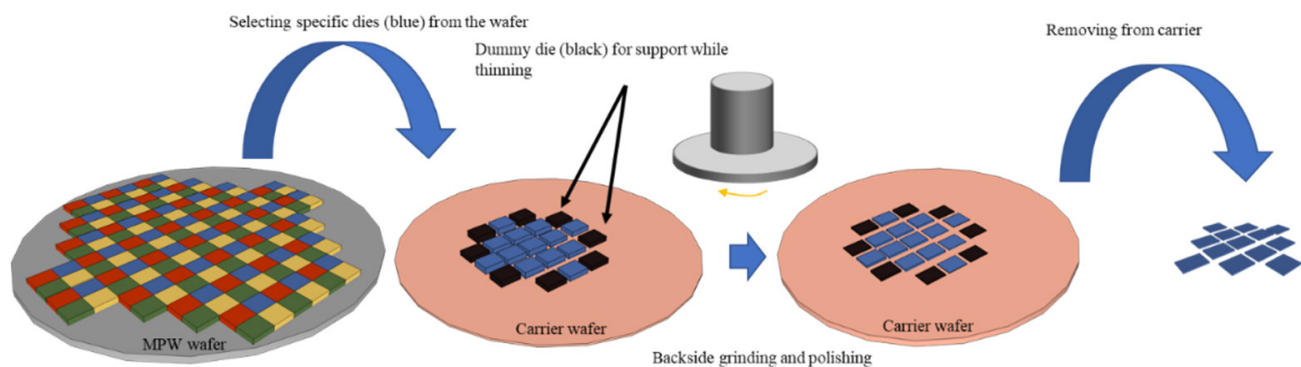 Selecting specific dies (blue) from the wafer
Dummy die (black) for support while
thinning
Removing from carrier
MPW wafer
Carrier wafer
Carrier wafer
Backside grinding and polishing